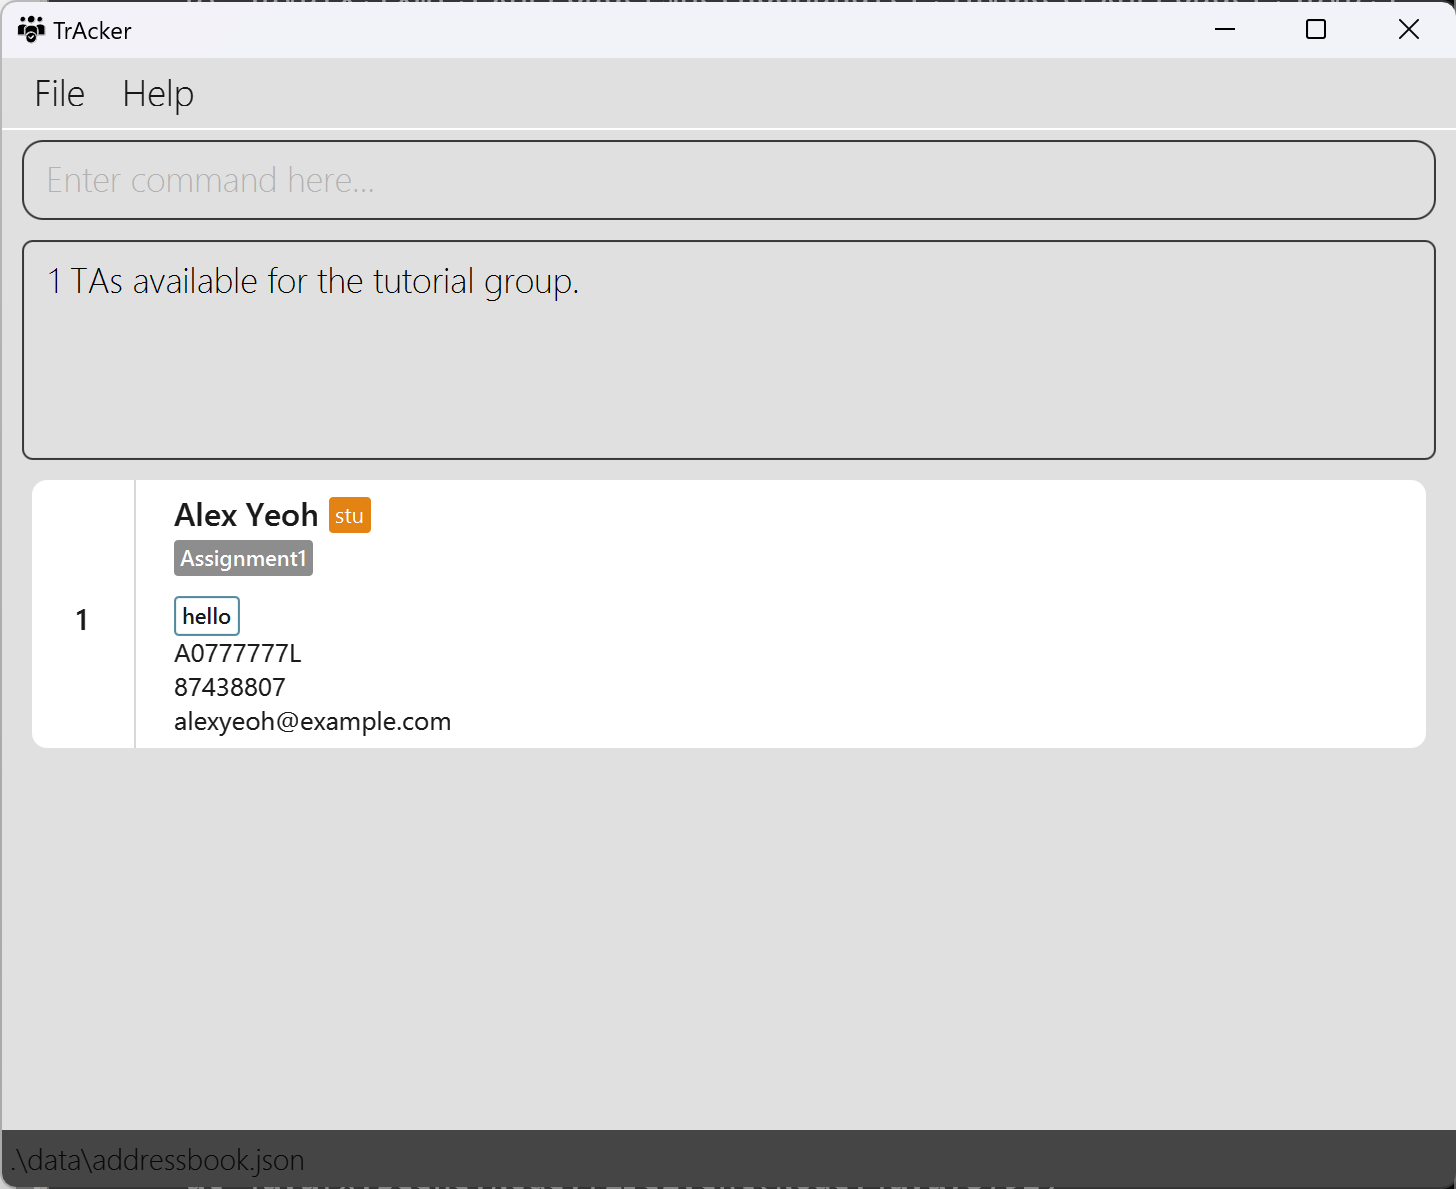 TrAcker
File Help
Enter command here...
1 TAs available for the tutorial group.
1
Alex Yeoh stu
Assignment1
hello
A0777777L
87438807
alexyeoh@example.com
.\data\addressbook.json